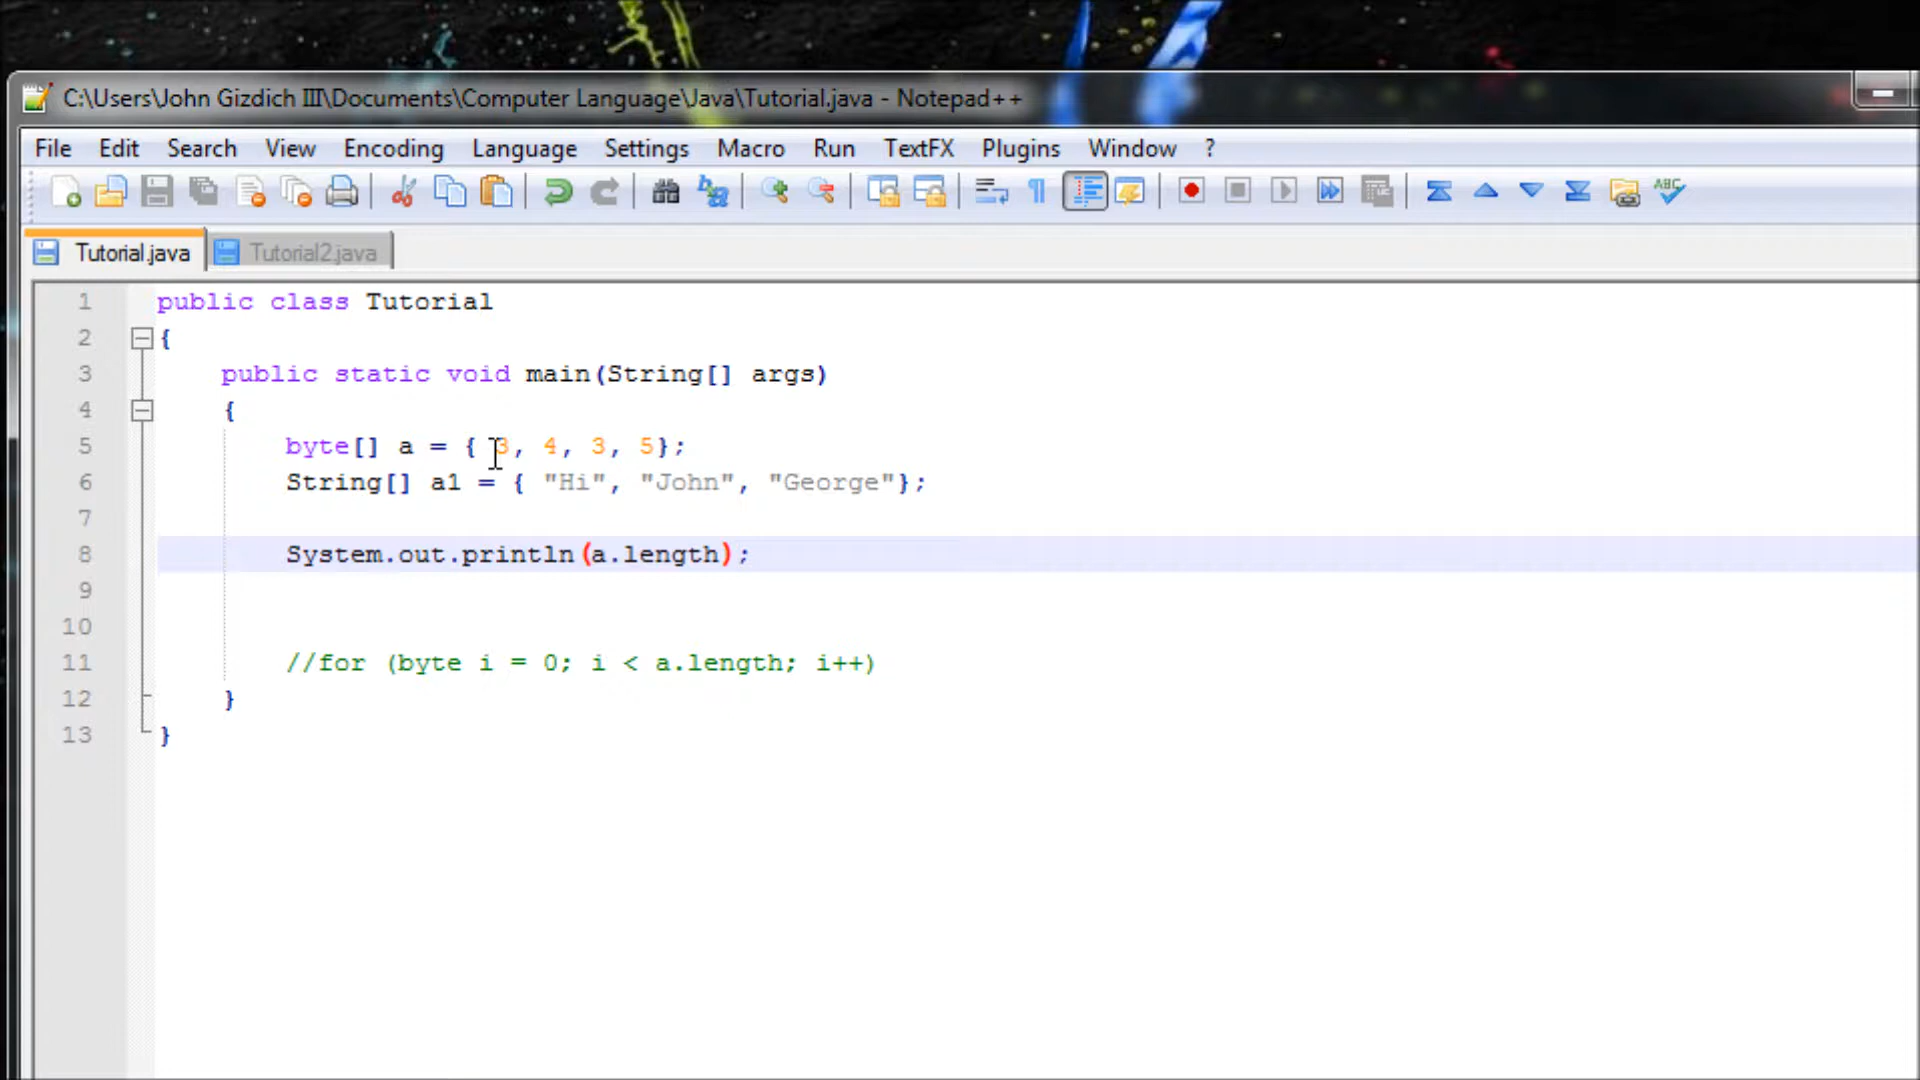 C:\Users\John Gizdich III\Documents\Computer Language\Java\Tutorial.java - Notepad++
File Edit Search View Encoding Language Settings Macro Run TextFX Plugins Window ?
Tutorial.java Tutorial2.java
1 public class Tutorial
2 {
3 public static void main(String[] args)
4 {
5 byte[] a = { 3, 4, 3, 5};
6 String[] a1 = { "Hi", "John", "George"};
7
8 System.out.println(a.length);
9
10
11 //for (byte i = 0; i < a.length; i++)
12 }
13 }